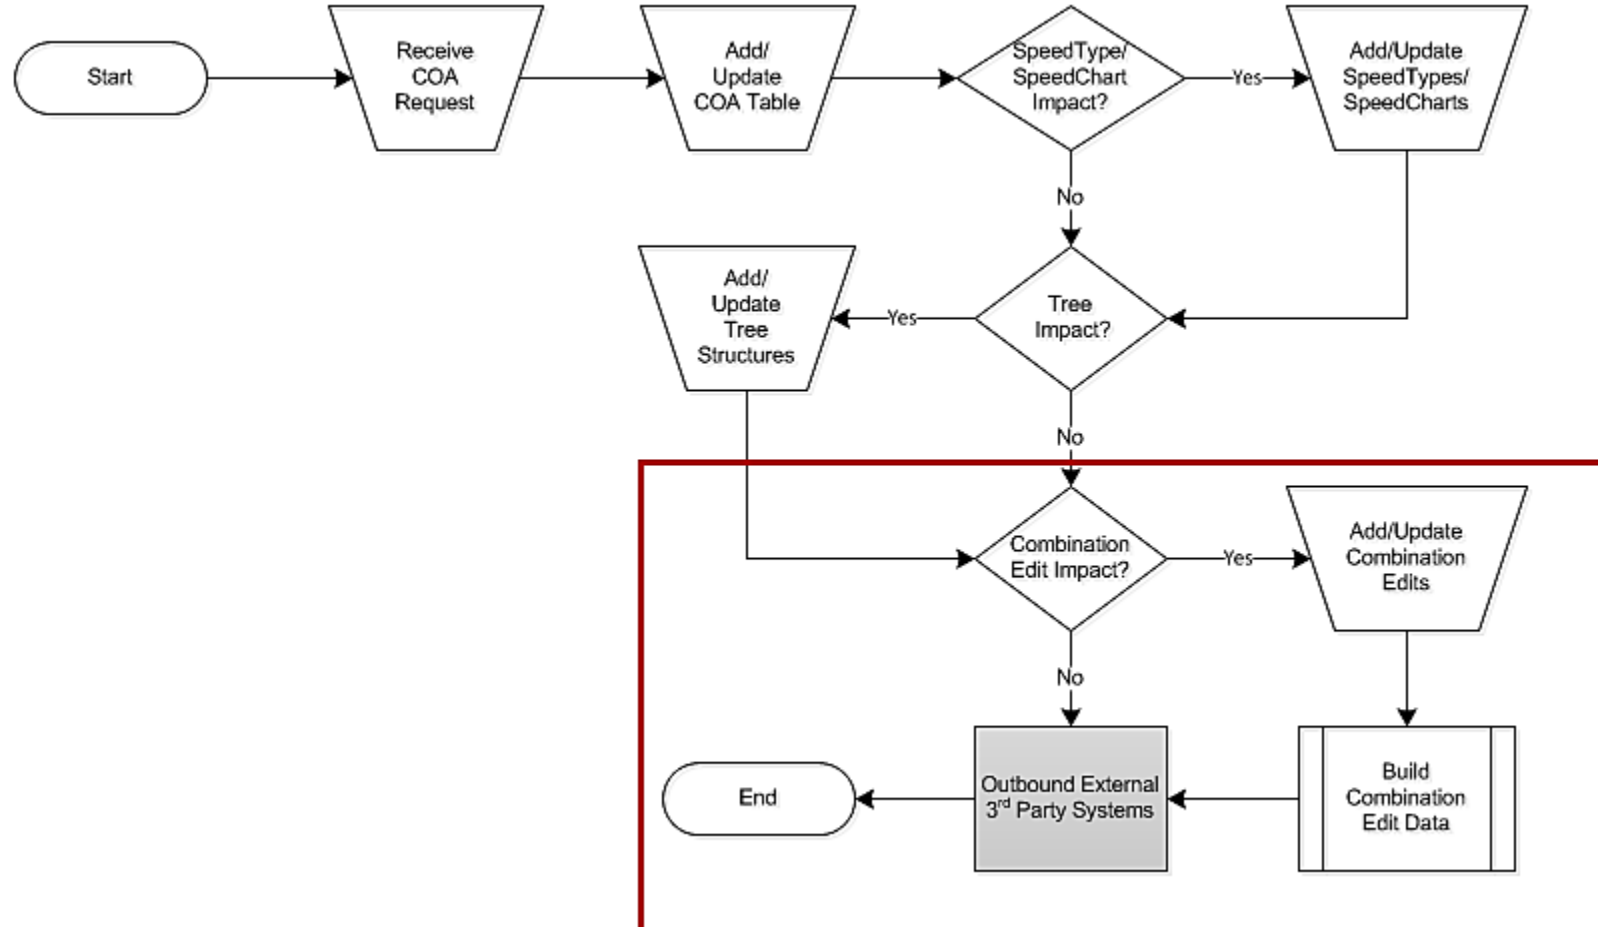 Start
Receive
COA
Request
Add/
Update
COA Table
SpeedType/
SpeedChart
Impact?
Yes
Add/Update
SpeedTypes/
SpeedCharts
No
Add/
Update
Tree
Structures
Yes
Tree
Impact?
No
Combination
Edit Impact?
Yes
Add/Update
Combination
Edits
No
End
Outbound External
3rd Party Systems
Build
Combination
Edit Data